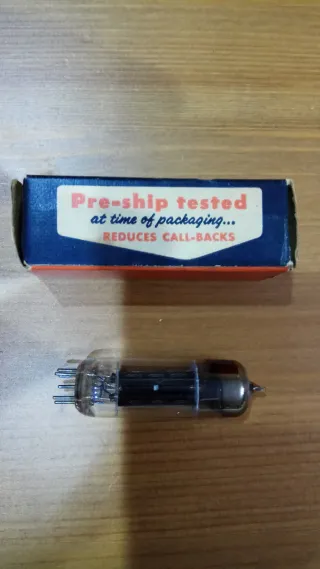 Pre-ship tested
at time of packaging...
REDUCES CALL-BACKS